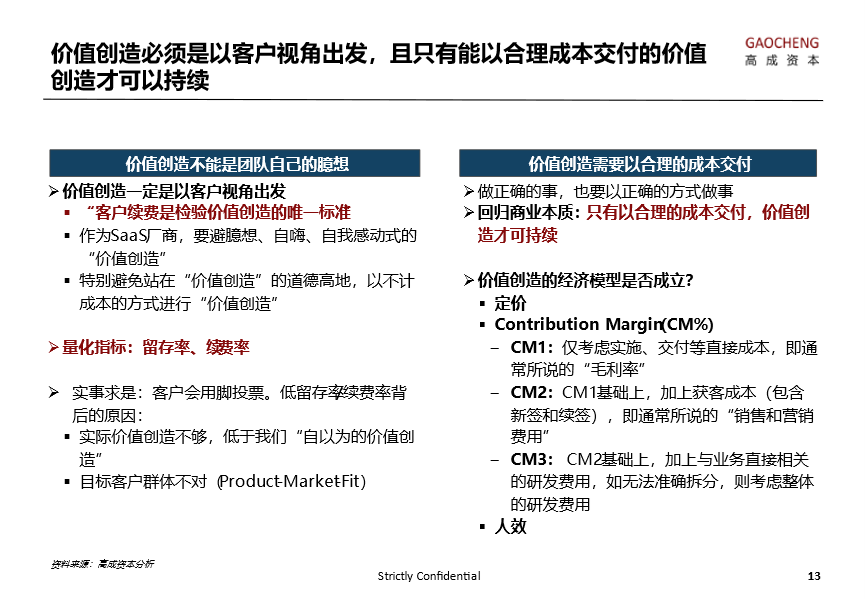 价值创造必须是以客户视角出发，且只有能以合理成本交付的价值
创造才可以持续
GAOCHENG
高成资本
价值创造不能是团队自己的臆想
➢价值创造一定是以客户视角出发
▪ “客户续费是检验价值创造的唯一标准
▪ 作为SaaS厂商，要避臆想、自嗨、自我感动式的
“价值创造”
▪ 特别避免站在“价值创造”的道德高地，以不计
成本的方式进行“价值创造”
➢量化指标：留存率、续费率
➢ 实事求是：客户会用脚投票。低留存率/续费率背
后的原因：
▪ 实际价值创造不够，低于我们“自以为的价值创
造”
▪ 目标客户群体不对（Product-Market-Fit）
价值创造需要以合理的成本交付
➢做正确的事，也要以正确的方式做事
➢回归商业本质：只有以合理的成本交付，价值创
造才可持续
➢价值创造的经济模型是否成立？
▪ 定价
▪ Contribution Margin(CM%)
– CM1：仅考虑实施、交付等直接成本，即通
常所说的“毛利率”
– CM2：CM1基础上，加上获客成本（包含
新签和续签），即通常所说的“销售和营销
费用”
– CM3： CM2基础上，加上与业务直接相关
的研发费用，如无法准确拆分，则考虑整体
的研发费用
▪ 人效
资料来源：高成资本分析
Strictly Confidential
13